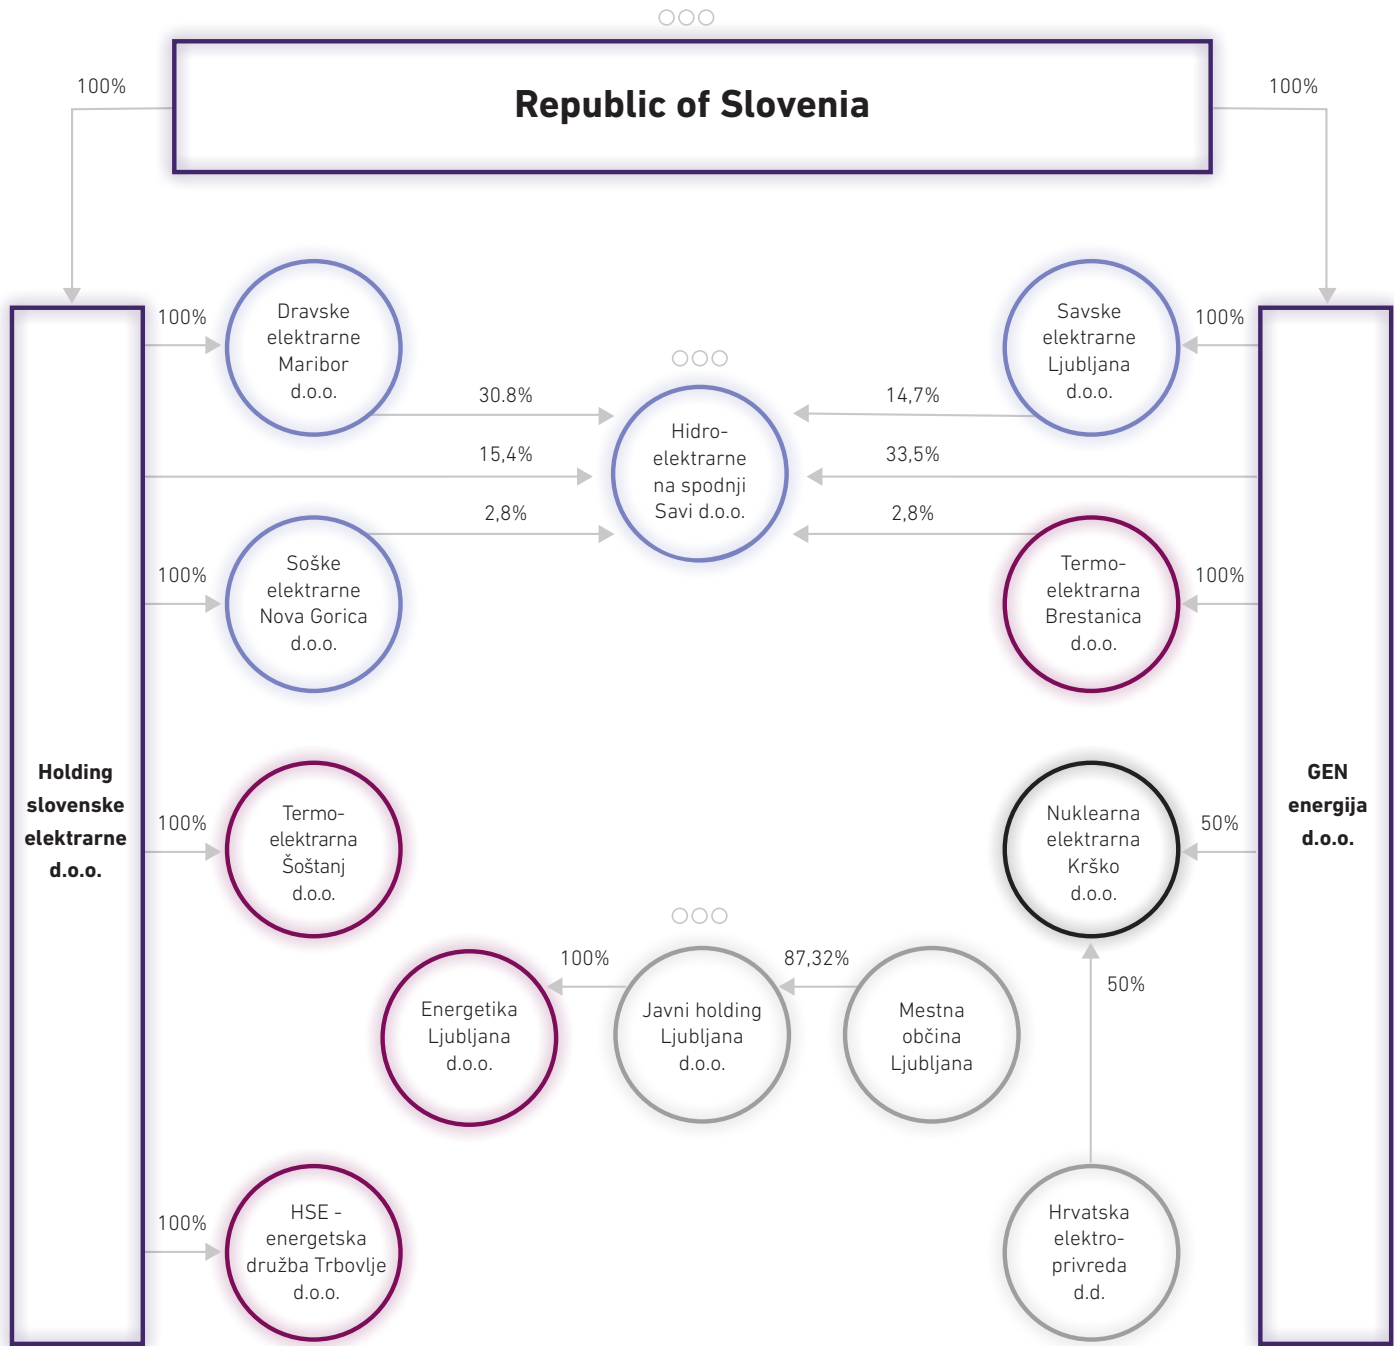 Republic of Slovenia
100%
100%
Holding
slovenske
elektrarne
d.o.o.
GEN
energija
d.o.o.
100%
Dravske
elektrarne
Maribor
d.o.o.
Savske
elektrarne
Ljubljana
d.o.o.
100%
30.8%
14,7%
Hidro-
elektrarne
na spodnji
Savi d.o.o.
15,4%
33,5%
2,8%
2,8%
100%
Soške
elektrarne
Nova Gorica
d.o.o.
Termo-
elektrarna
Brestanica
d.o.o.
100%
100%
Termo-
elektrarna
Šoštanj
d.o.o.
Nuklearna
elektrarna
Krško
d.o.o.
50%
Energetika
Ljubljana
d.o.o.
100%
Javni holding
Ljubljana
d.o.o.
87,32%
Mestna
občina
Ljubljana
50%
100%
HSE -
energetska
družba Trbovlje
d.o.o.
Hrvatska
elektro-
privreda
d.d.